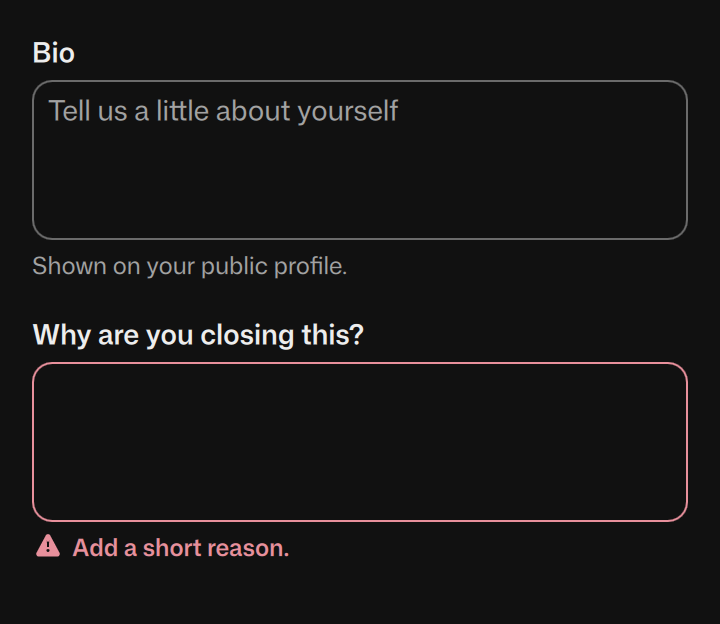 Bio
Tell us a little about yourself
Shown on your public profile.
Why are you closing this?
Add a short reason.